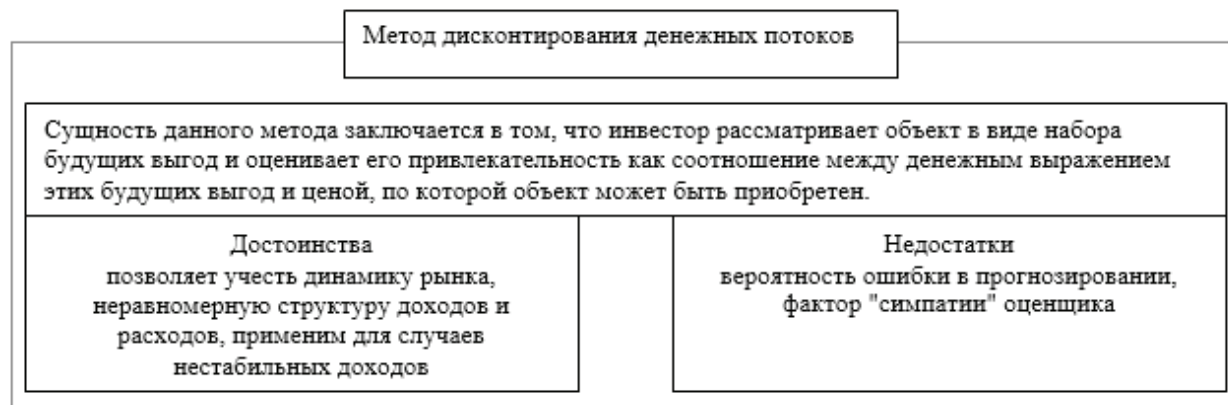 Метод дисконтирования денежных потоков
Сущность данного метода заключается в том, что инвестор рассматривает объект в виде набора
будущих выгод и оценивает его привлекательность как соотношение между денежным выражением
этих будущих выгод и ценой, по которой объект может быть приобретен.
Достоинства
позволяет учесть динамику рынка,
неравномерную структуру доходов и
расходов, применим для случаев
нестабильных доходов
Недостатки
вероятность ошибки в прогнозировании,
фактор "симпатии" оценщика